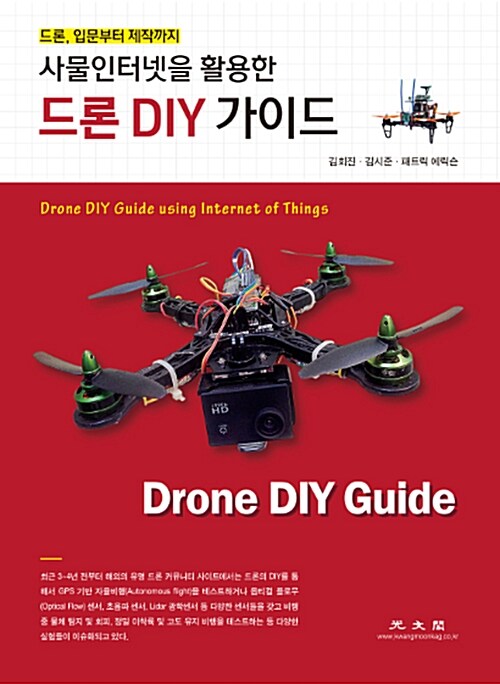 드론, 입문부터 제작까지
사물인터넷을 활용한
드론 DIY 가이드
김회진 · 김시준 · 패트릭 에릭슨
Drone DIY Guide using Internet of Things
HD
Drone DIY Guide
최근 3~4년 전부터 해외의 유명 드론 커뮤니티 사이트에서는 드론의 DIY를 통
해서 GPS 기반 자율비행(Autonomous flight)을 테스트하거나 옵티컬 플로우
(Optical Flow) 센서, 초음파 센서, Lidar 광학센서 등 다양한 센서들을 갖고 비행
중 물체 탐지 및 회피, 정밀 이착륙 및 고도 유지 비행을 테스트하는 등 다양한
실험들이 이슈화되고 있다.
光文閣
www.kwangmoonkag.co.kr